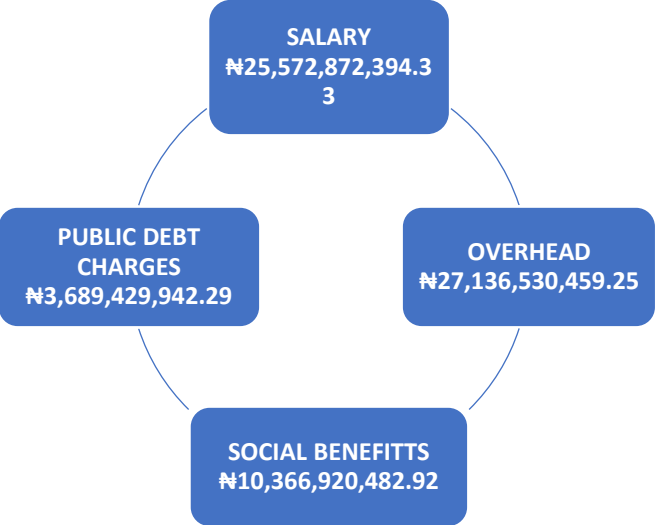 SALARY
₦25,572,872,394.3
3
PUBLIC DEBT
CHARGES
₦3,689,429,942.29
OVERHEAD
₦27,136,530,459.25
SOCIAL BENEFITTS
₦10,366,920,482.92